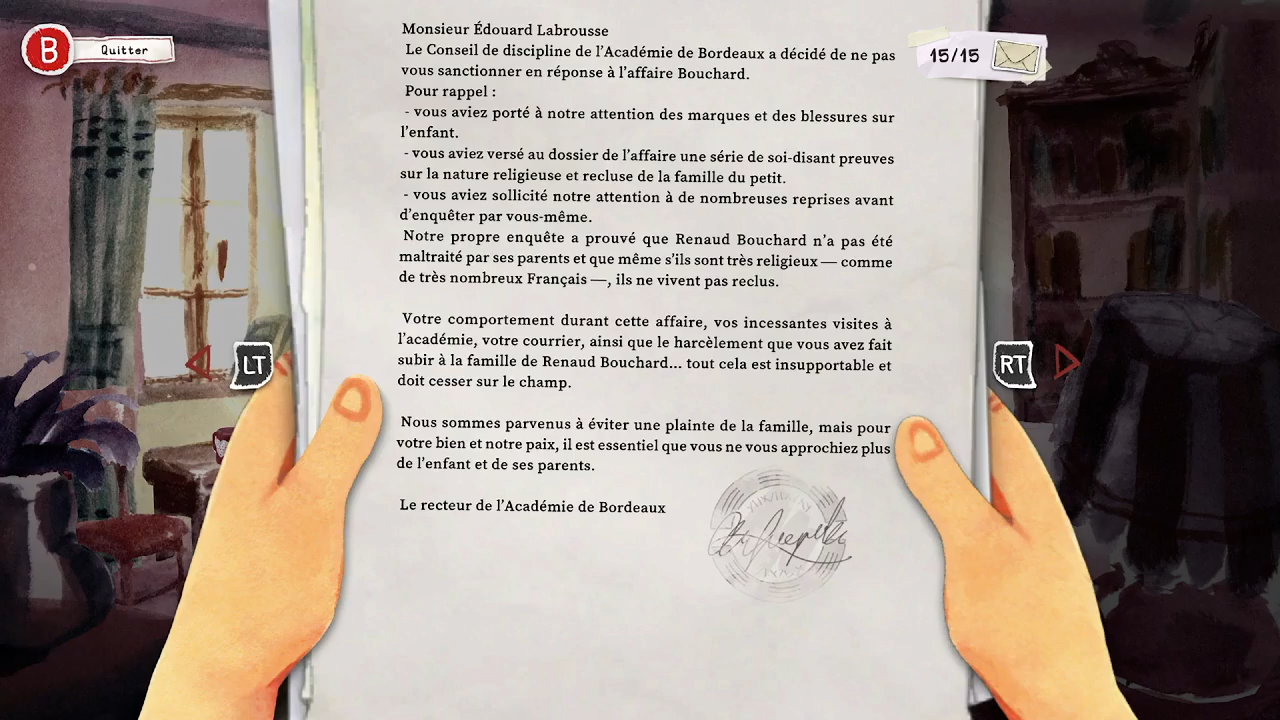 B
Quitter
15/15
Monsieur Édouard Labrousse
Le Conseil de discipline de l'Académie de Bordeaux a décidé de ne pas
vous sanctionner en réponse à l'affaire Bouchard.
Pour rappel :
- vous aviez porté à notre attention des marques et des blessures sur
l'enfant.
- vous aviez versé au dossier de l'affaire une série de soi-disant preuves
sur la nature religieuse et recluse de la famille du petit.
- vous aviez sollicité notre attention à de nombreuses reprises avant
d'enquêter par vous-même.
Notre propre enquête a prouvé que Renaud Bouchard n'a pas été
maltraité par ses parents et que même s'ils sont très religieux — comme
de très nombreux Français —, ils ne vivent pas reclus.
Votre comportement durant cette affaire, vos incessantes visites à
l'académie, votre courrier, ainsi que le harcèlement que vous avez fait
subir à la famille de Renaud Bouchard... tout cela est insupportable et
doit cesser sur le champ.
LT
RT
Nous sommes parvenus à éviter une plainte de la famille, mais pour
votre bien et notre paix, il est essentiel que vous ne vous approchiez plus
de l'enfant et de ses parents.
Le recteur de l'Académie de Bordeaux